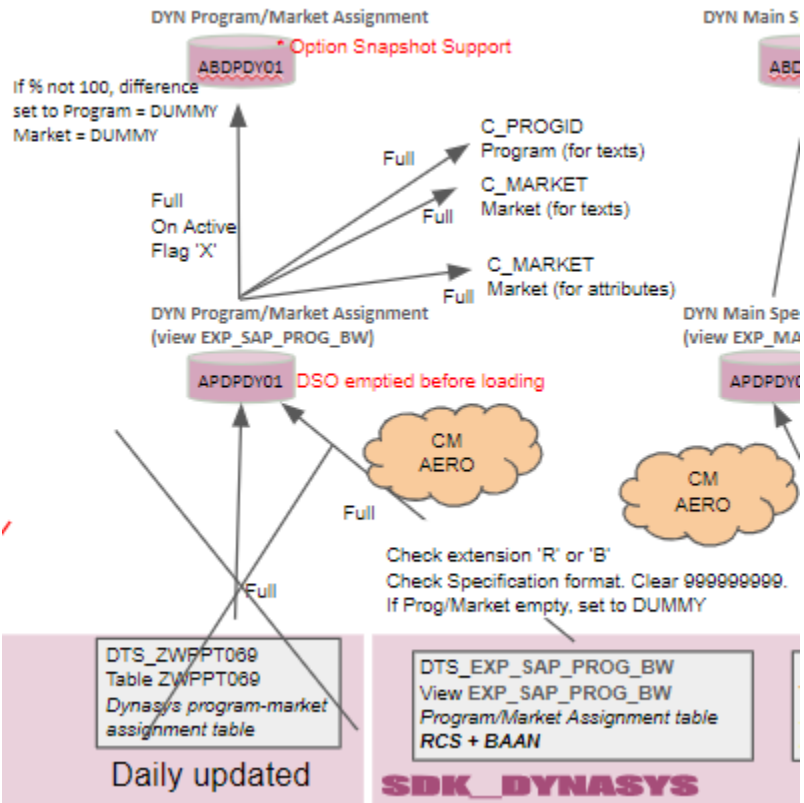 DYN Program/Market Assignment
DYN Main S
* Option Snapshot Support
ABDPDY01
ABD
If % not 100, difference
set to Program = DUMMY
Market = DUMMY
C_PROGID
Program (for texts)
Full
C_MARKET
Market (for texts)
Full
Full
On Active
Flag 'X'
C_MARKET
Market (for attributes)
Full
DYN Program/Market Assignment
(view EXP_SAP_PROG_BW)
DYN Main Spe
(view EXP_MA
APDPDY01
DSO emptied before loading
APDPDY0
CM
AERO
CM
AERO
Full
Check extension 'R' or 'B'
Check Specification format. Clear 999999999.
If Prog/Market empty, set to DUMMY
Full
DTS_ZWPPT069
Table ZWPPT069
Dynasys program-market
assignment table
DTS_EXP_SAP_PROG_BW
View EXP_SAP_PROG_BW
Program/Market Assignment table
RCS + BAAN
Daily updated
SDK_DYNASYS